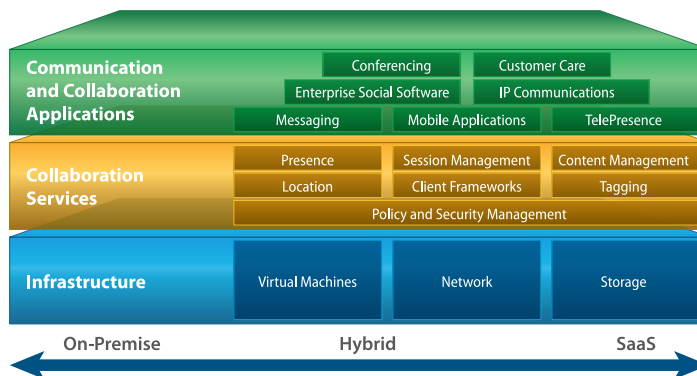 Communication
and Collaboration
Applications
Conferencing
Customer Care
Enterprise Social Software
IP Communications
Messaging
Mobile Applications
TelePresence
Collaboration
Services
Presence
Session Management
Content Management
Location
Client Frameworks
Tagging
Policy and Security Management
Infrastructure
Virtual Machines
Network
Storage
On-Premise
Hybrid
SaaS